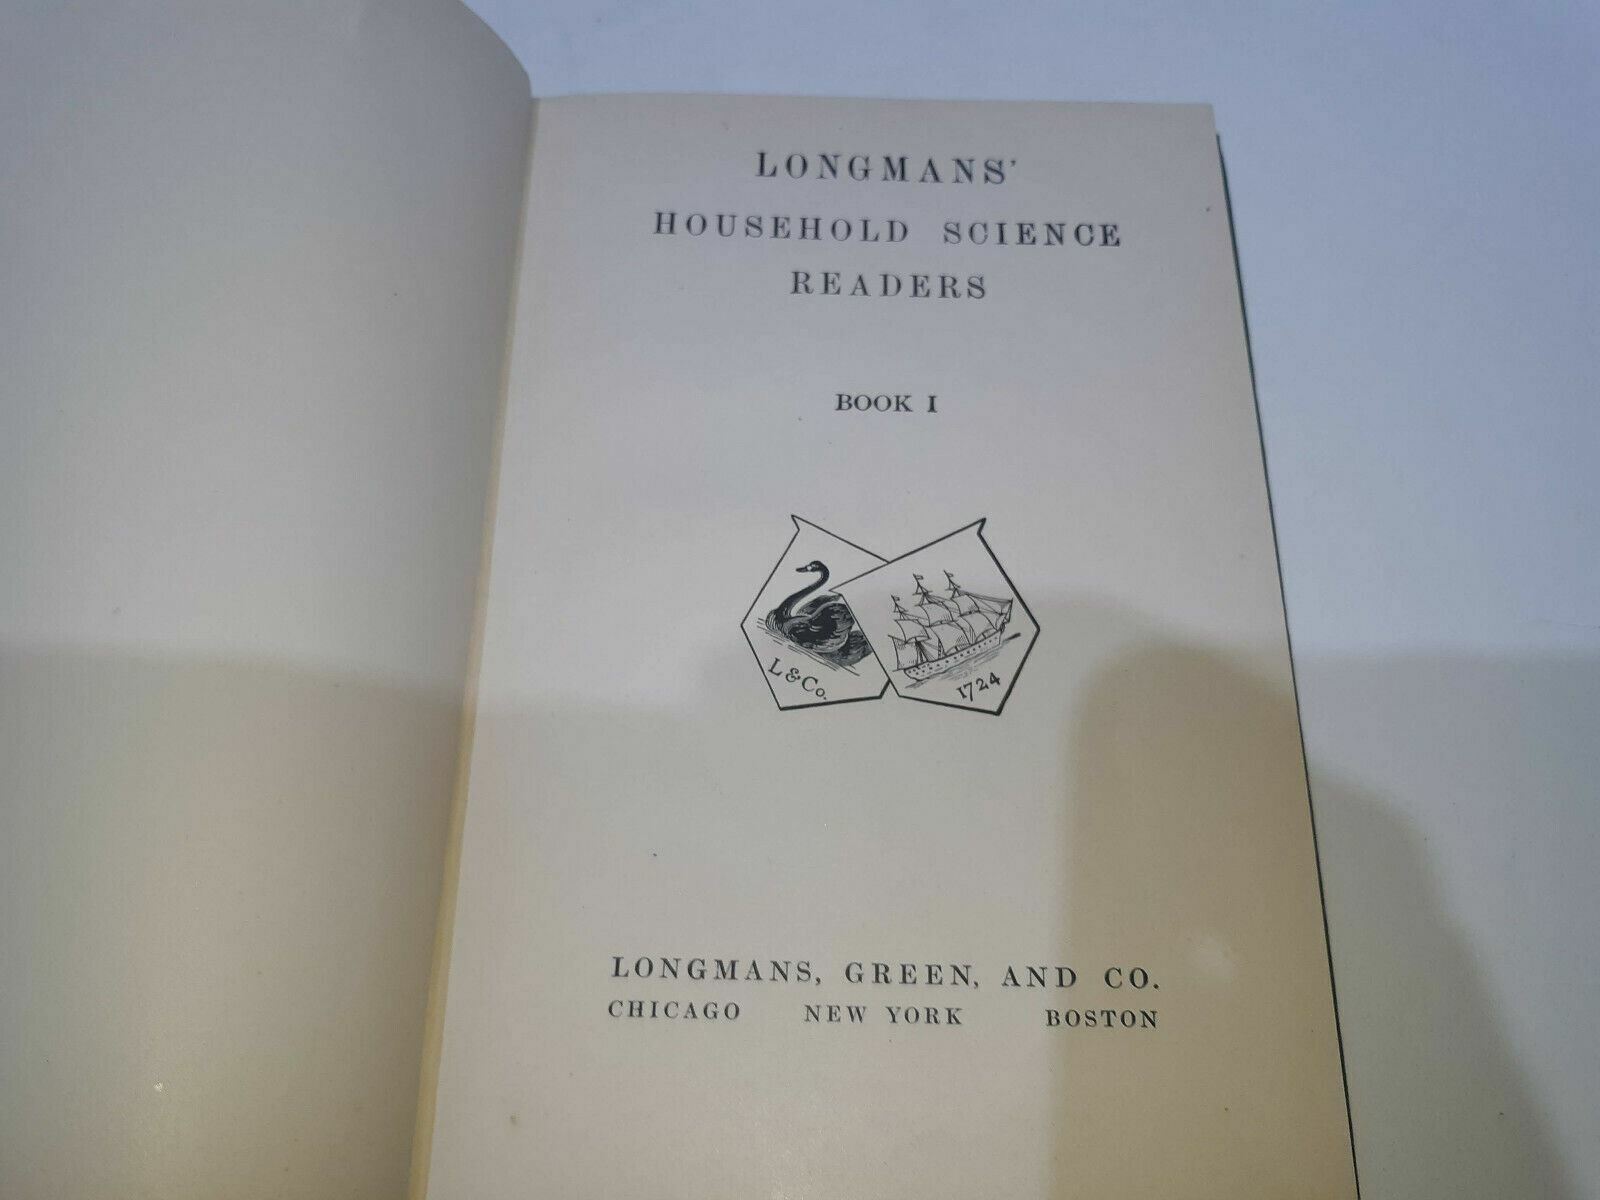 LONGMANS'
HOUSEHOLD SCIENCE
READERS
BOOK I
L & Co.
1724
LONGMANS, GREEN, AND CO.
CHICAGO NEW YORK BOSTON